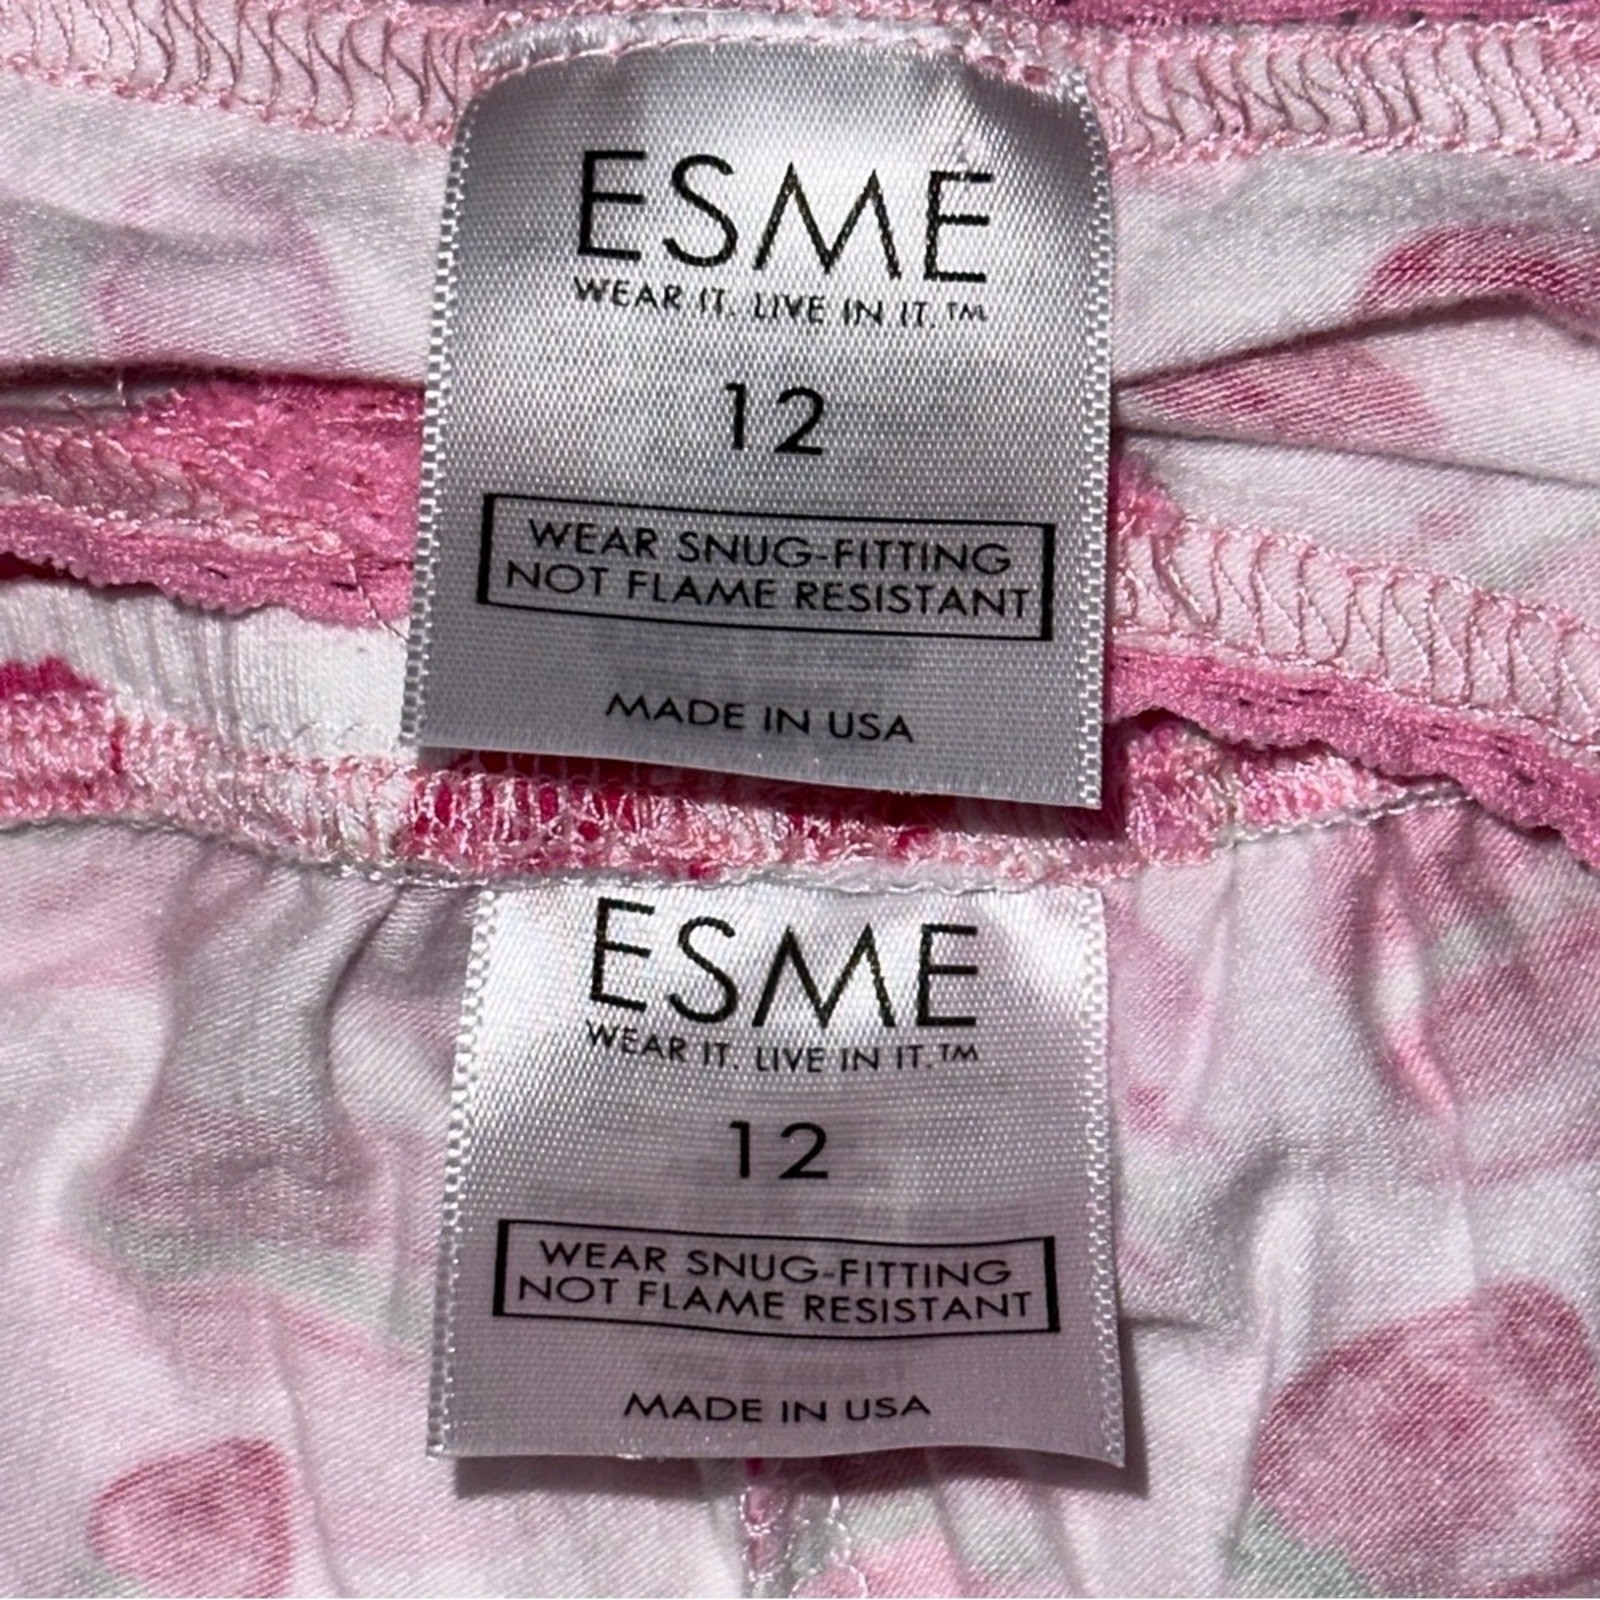 ESME
WEAR IT. LIVE IN IT.™
12
WEAR SNUG-FITTING
NOT FLAME RESISTANT
MADE IN USA
ESME
WEAR IT. LIVE IN IT.™
12
WEAR SNUG-FITTING
NOT FLAME RESISTANT
MADE IN USA